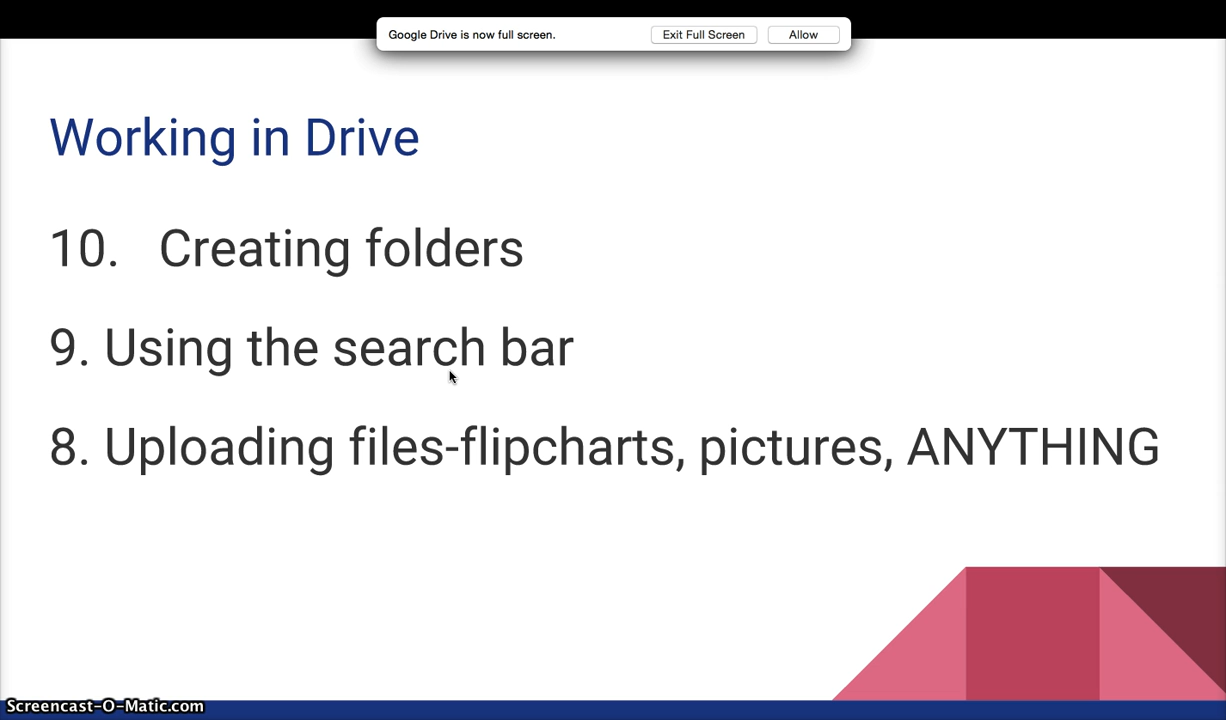 Google Drive is now full screen. Exit Full Screen Allow
Working in Drive
10. Creating folders
9. Using the search bar
8. Uploading files-flipcharts, pictures, ANYTHING
Screencast-O-Matic.com